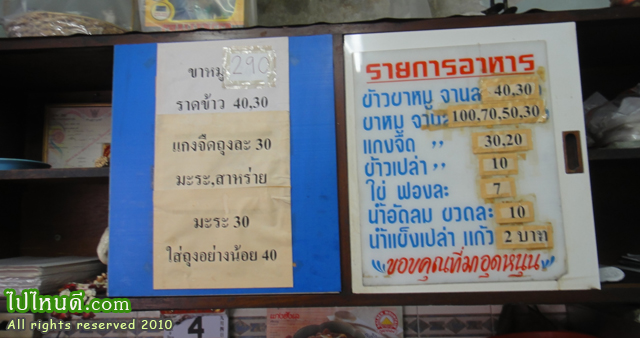 ขาหมู 290
ราดข้าว 40,30
แกงจืดถุงละ 30
มะระ,สาหร่าย
มะระ 30
ใส่ถุงอย่างน้อย 40
รายการอาหาร
ข้าวขาหมู จานล 40,30
ขาหมู จานะ 100,70,50,30
แกงจืด ,, 30,20
ข้าวเปล่า ,, 10
ไข่ ฟองละ 7
น้ำอัดลม ขวดละ 10
น้ำแข็งเปล่า แก้ว 2 บาท
ขอบคุณที่มาอุดหนุน
ไปไหนดี.com
All rights reserved 2010
4